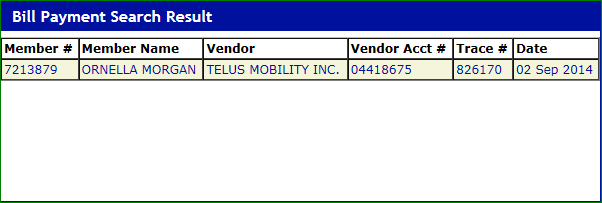 Bill Payment Search Result
Member # Member Name Vendor Vendor Acct # Trace # Date
7213879 ORNELLA MORGAN TELUS MOBILITY INC. 04418675 826170 02 Sep 2014